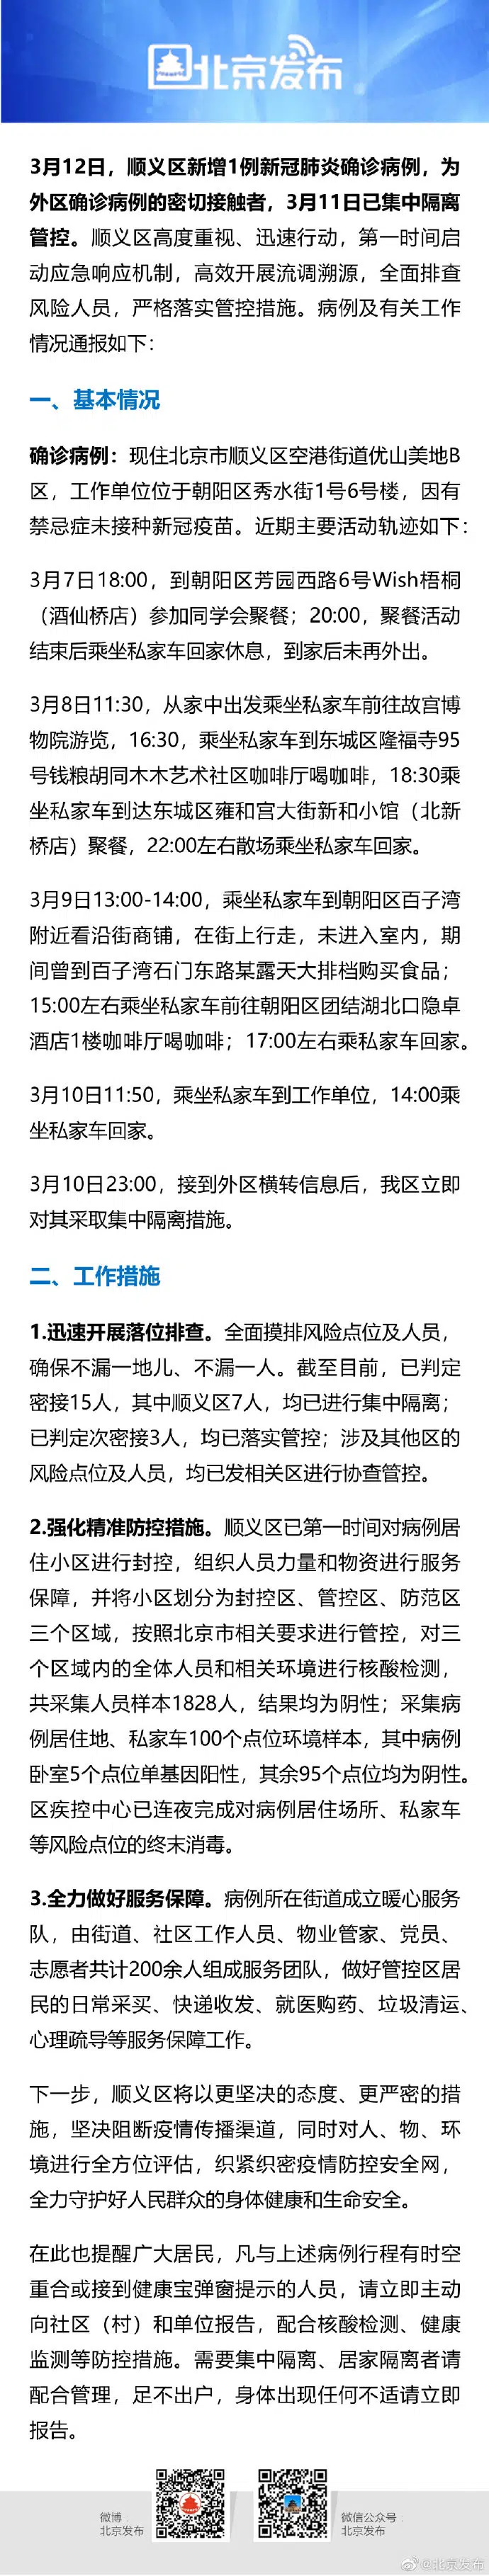 北京发布
3月12日，顺义区新增1例新冠肺炎确诊病例，为
外区确诊病例的密切接触者，3月11日已集中隔离
管控。顺义区高度重视、迅速行动，第一时间启
动应急响应机制，高效开展流调溯源，全面排查
风险人员，严格落实管控措施。病例及有关工作
情况通报如下：
一、基本情况
确诊病例：现住北京市顺义区空港街道优山美地B
区，工作单位位于朝阳区秀水街1号6号楼，因有
禁忌症未接种新冠疫苗。近期主要活动轨迹如下：
3月7日18:00，到朝阳区芳园西路6号Wish梧桐
（酒仙桥店）参加同学会聚餐；20:00，聚餐活动
结束后乘坐私家车回家休息，到家后未再外出。
3月8日11:30，从家中出发乘坐私家车前往故宫博
物院游览，16:30，乘坐私家车到东城区隆福寺95
号钱粮胡同木木艺术社区咖啡厅喝咖啡，18:30乘
坐私家车到达东城区雍和宫大街新和小馆（北新
桥店）聚餐，22:00左右散场乘坐私家车回家。
3月9日13:00-14:00，乘坐私家车到朝阳区百子湾
附近看沿街商铺，在街上行走，未进入室内，期
间曾到百子湾石门东路某露天大排档购买食品；
15:00左右乘坐私家车前往朝阳区团结湖北口隐卓
酒店1楼咖啡厅喝咖啡；17:00左右乘私家车回家。
3月10日11:50，乘坐私家车到工作单位，14:00乘
坐私家车回家。
3月10日23:00，接到外区横转信息后，我区立即
对其采取集中隔离措施。
二、工作措施
1.迅速开展落位排查。全面摸排风险点位及人员，
确保不漏一地儿、不漏一人。截至目前，已判定
密接15人，其中顺义区7人，均已进行集中隔离；
已判定次密接3人，均已落实管控；涉及其他区的
风险点位及人员，均已发相关区进行协查管控。
2.强化精准防控措施。顺义区已第一时间对病例居
住小区进行封控，组织人员力量和物资进行服务
保障，并将小区划分为封控区、管控区、防范区
三个区域，按照北京市相关要求进行管控，对三
个区域内的全体人员和相关环境进行核酸检测，
共采集人员样本1828人，结果均为阴性；采集病
例居住地、私家车100个点位环境样本，其中病例
卧室5个点位单基因阳性，其余95个点位均为阴性。
区疾控中心已连夜完成对病例居住场所、私家车
等风险点位的终末消毒。
3.全力做好服务保障。病例所在街道成立暖心服务
队，由街道、社区工作人员、物业管家、党员、
志愿者共计200余人组成服务团队，做好管控区居
民的日常采买、快递收发、就医购药、垃圾清运、
心理疏导等服务保障工作。
下一步，顺义区将以更坚决的态度、更严密的措
施，坚决阻断疫情传播渠道，同时对人、物、环
境进行全方位评估，织紧织密疫情防控安全网，
全力守护好人民群众的身体健康和生命安全。
在此也提醒广大居民，凡与上述病例行程有时空
重合或接到健康宝弹窗提示的人员，请立即主动
向社区（村）和单位报告，配合核酸检测、健康
监测等防控措施。需要集中隔离、居家隔离者请
配合管理，足不出户，身体出现任何不适请立即
报告。
微博：
北京发布
微信公众号：
北京发布
@北京发布